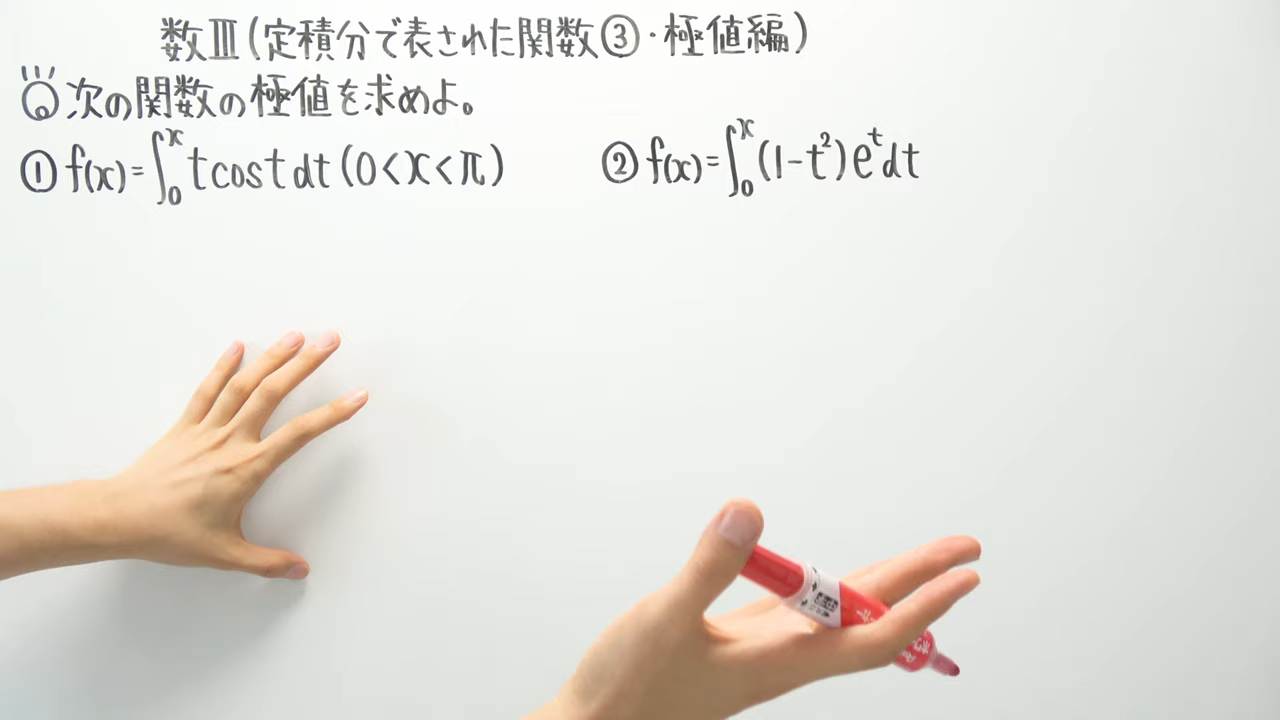 数Ⅲ(定積分で表された関数③・極値編)
次の関数の極値を求めよ。
① f(x)=∫₀ˣ t cos t dt (0<x<π)
② f(x)=∫₀ˣ (1-t²)eᵗdt